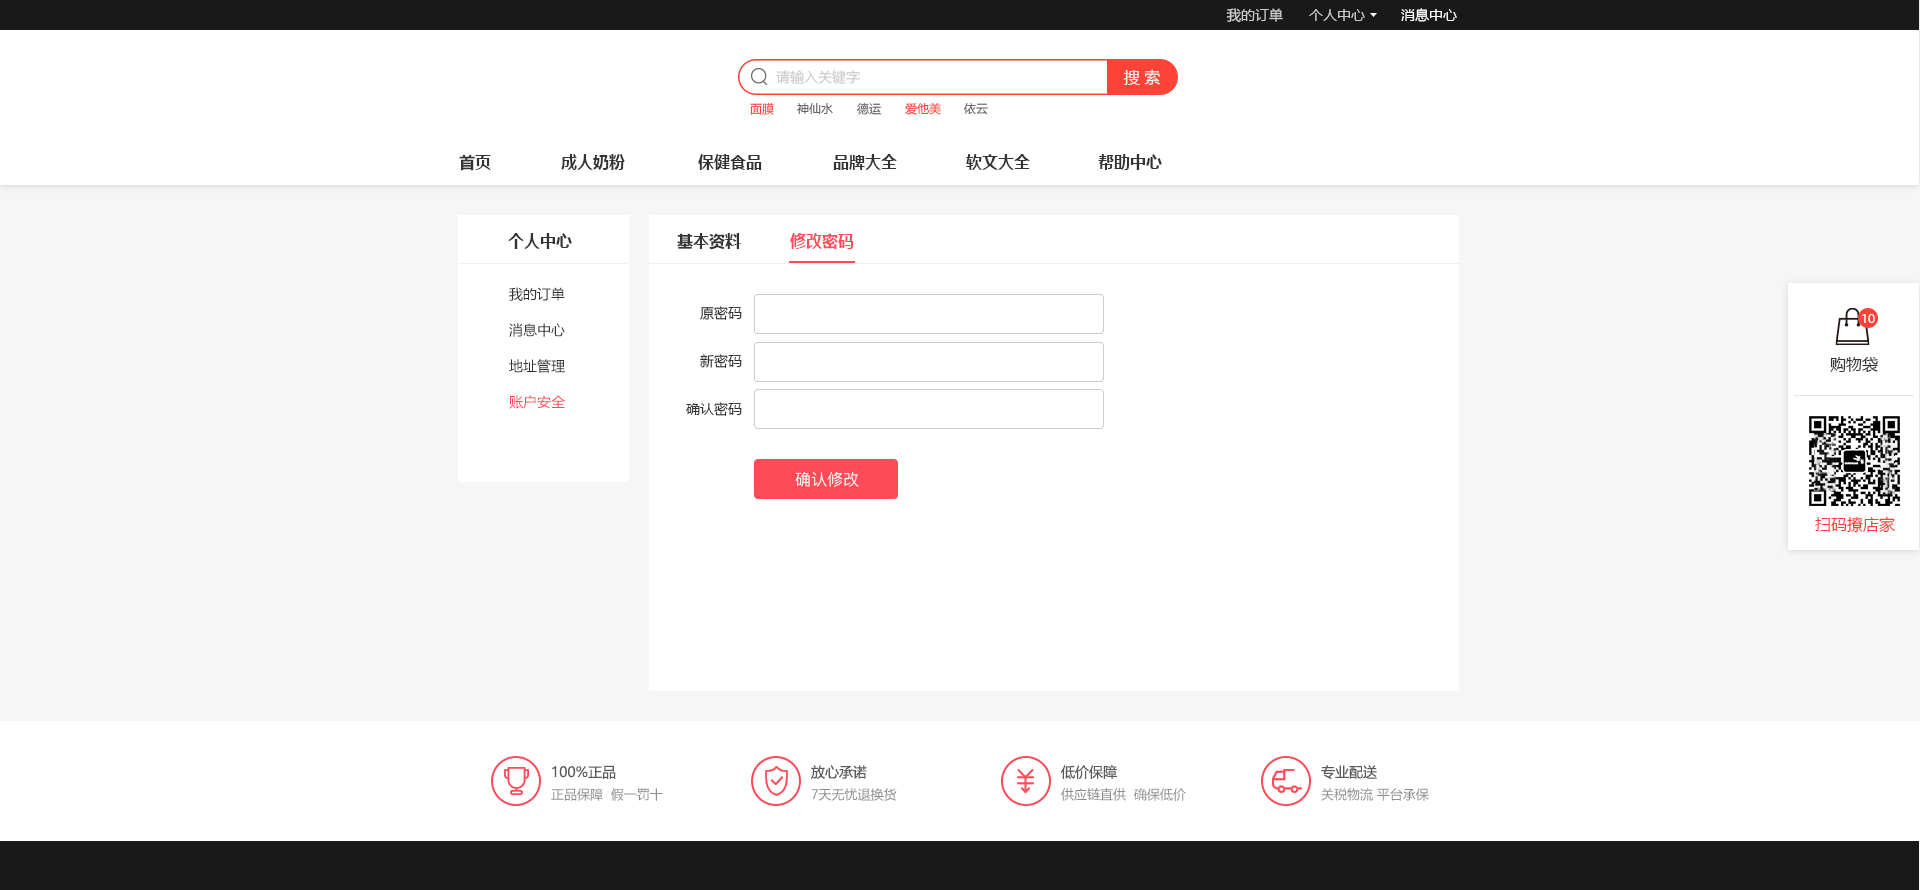 我的订单 个人中心 消息中心
请输入关键字 搜 索
面膜 神仙水 德运 爱他美 依云
首页 成人奶粉 保健食品 品牌大全 软文大全 帮助中心
个人中心
我的订单
消息中心
地址管理
账户安全
基本资料 修改密码
原密码
新密码
确认密码
确认修改
10
购物袋
扫码撩店家
100%正品
正品保障 假一罚十
放心承诺
7天无忧退换货
低价保障
供应链直供 确保低价
专业配送
关税物流 平台承保